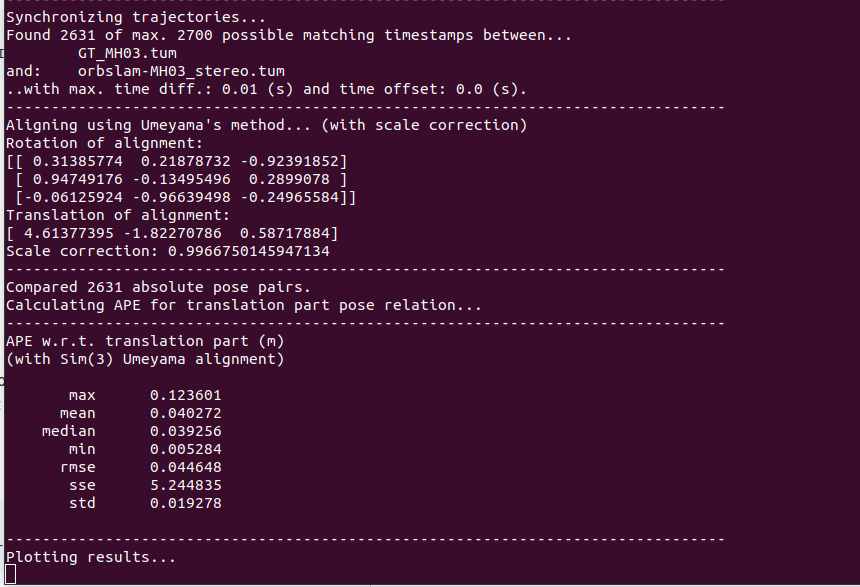 --------------------------------------------------------------------------------
Synchronizing trajectories...
Found 2631 of max. 2700 possible matching timestamps between...
        GT_MH03.tum
and:    orbslam-MH03_stereo.tum
..with max. time diff.: 0.01 (s) and time offset: 0.0 (s).
--------------------------------------------------------------------------------
Aligning using Umeyama's method... (with scale correction)
Rotation of alignment:
[[ 0.31385774  0.21878732 -0.92391852]
 [ 0.94749176 -0.13495496  0.2899078 ]
 [-0.06125924 -0.96639498 -0.24965584]]
Translation of alignment:
[ 4.61377395 -1.82270786  0.58717884]
Scale correction: 0.9966750145947134
--------------------------------------------------------------------------------
Compared 2631 absolute pose pairs.
Calculating APE for translation part pose relation...
--------------------------------------------------------------------------------
APE w.r.t. translation part (m)
(with Sim(3) Umeyama alignment)

       max      0.123601
      mean      0.040272
    median      0.039256
       min      0.005284
      rmse      0.044648
       sse      5.244835
       std      0.019278

--------------------------------------------------------------------------------
Plotting results...